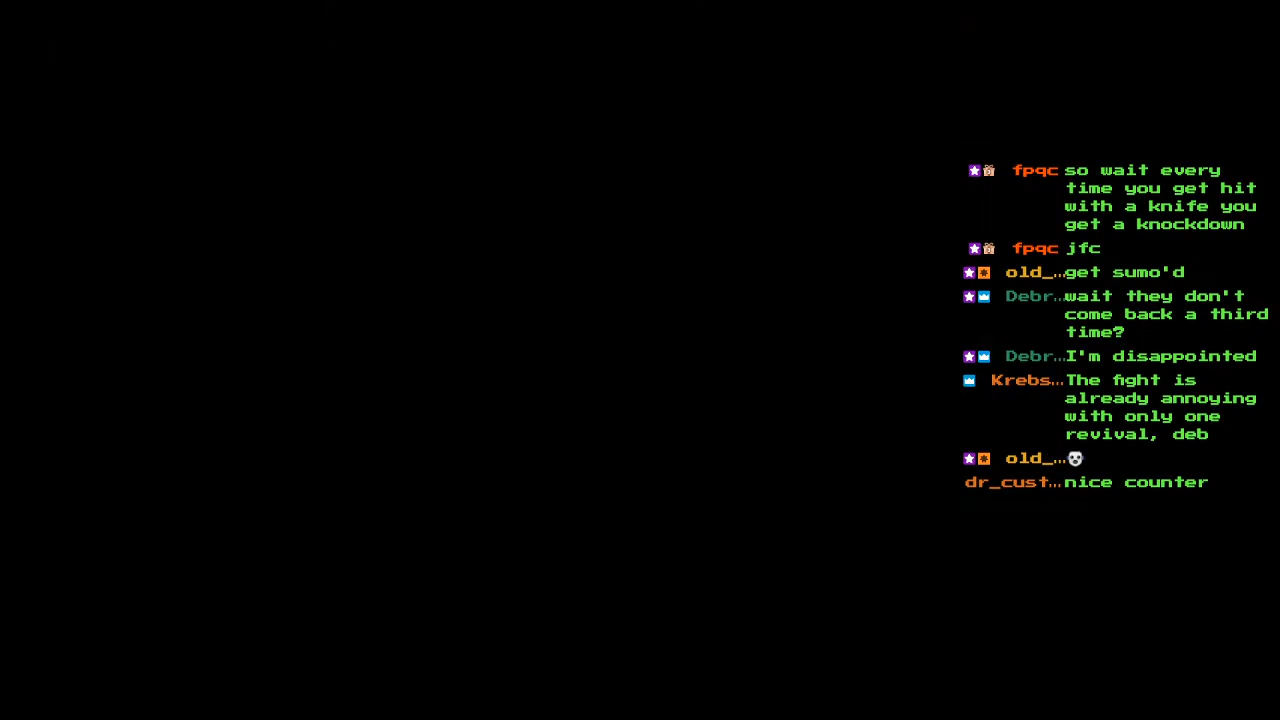 fpqc so wait every
time you get hit
with a knife you
get a knockdown
fpqc jfc
old_...get sumo'd
Debr...wait they don't
come back a third
time?
Debr...I'm disappointed
Krebs...The fight is
already annoying
with only one
revival, deb
old_...
dr_cust...nice counter